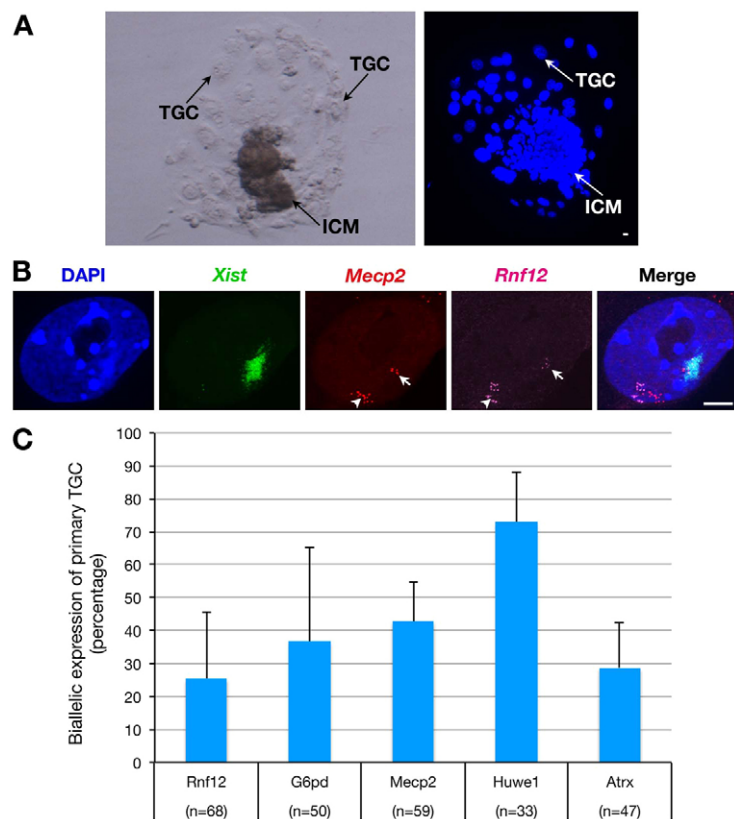 A
TGC
TGC
ICM
TGC
ICM
B
DAPI
Xist
Mecp2
Rnf12
Merge
C
Biallelic expression of primary TGC
(percentage)
100
90
80
70
60
50
40
30
20
10
0
Rnf12 G6pd Mecp2 Huwe1 Atrx
(n=68) (n=50) (n=59) (n=33) (n=47)